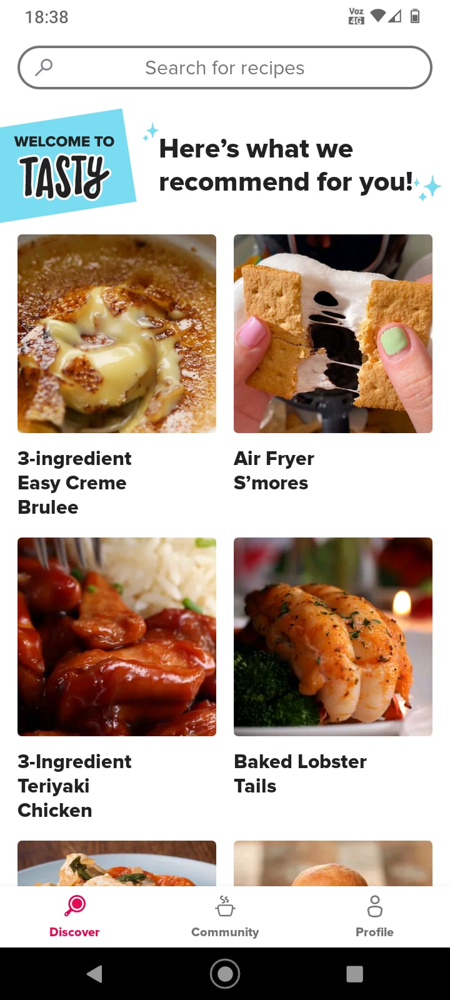 18:38
Voz
4G
Search for recipes
WELCOME TO
TASTY
Here’s what we
recommend for you!
3-ingredient
Easy Creme
Brulee
Air Fryer
S’mores
3-Ingredient
Teriyaki
Chicken
Baked Lobster
Tails
Discover
Community
Profile